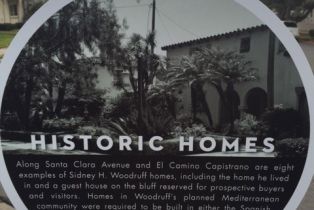 HISTORIC HOMES
Along Santa Clara Avenue and El Camino Capistrano are eight
examples of Sidney H. Woodruff homes, including the home he lived
in and a guest house on the bluff reserved for prospective buyers
and visitors. Homes in Woodruff's planned Mediterranean
community were required to be built in either the Spanish